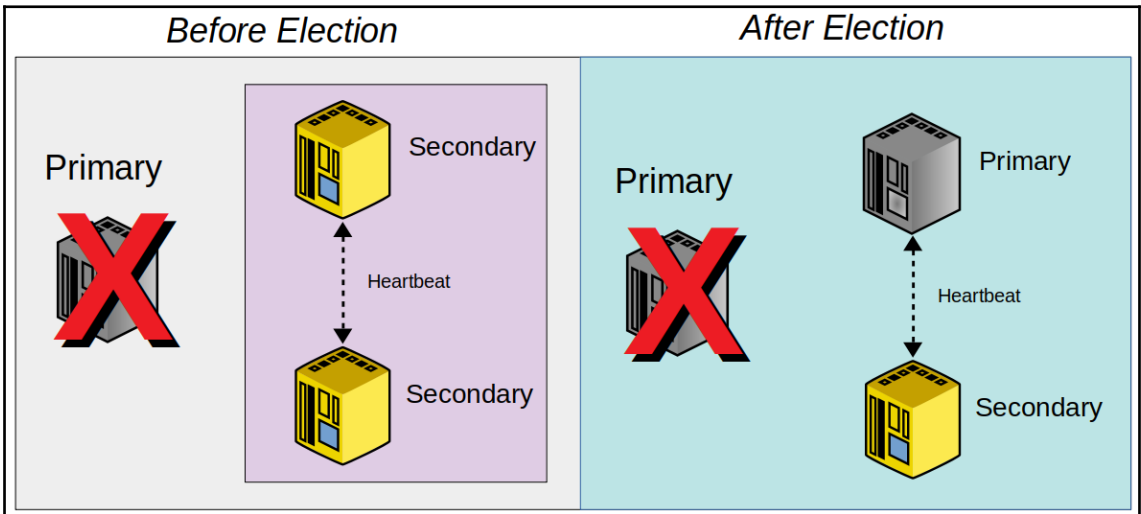 Before Election
After Election
Primary
Secondary
Heartbeat
Secondary
Primary
Primary
Heartbeat
Secondary